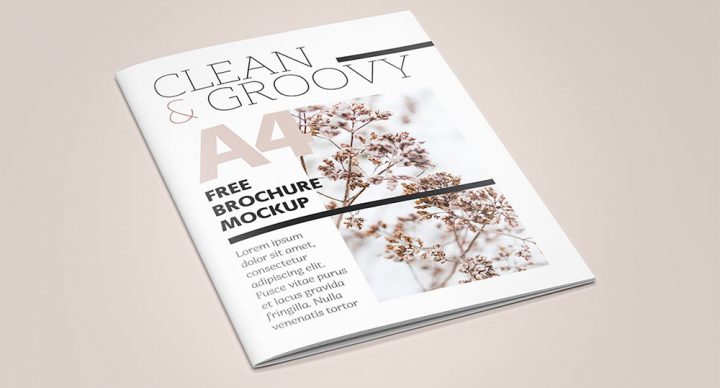 CLEAN
& GROOVY
A4
FREE
BROCHURE
MOCKUP
Lorem ipsum
dolor sit amet,
consectetur
adipiscing elit.
Fusce vitae purus
et lacus gravida
fringilla. Nulla
venenatis tortor